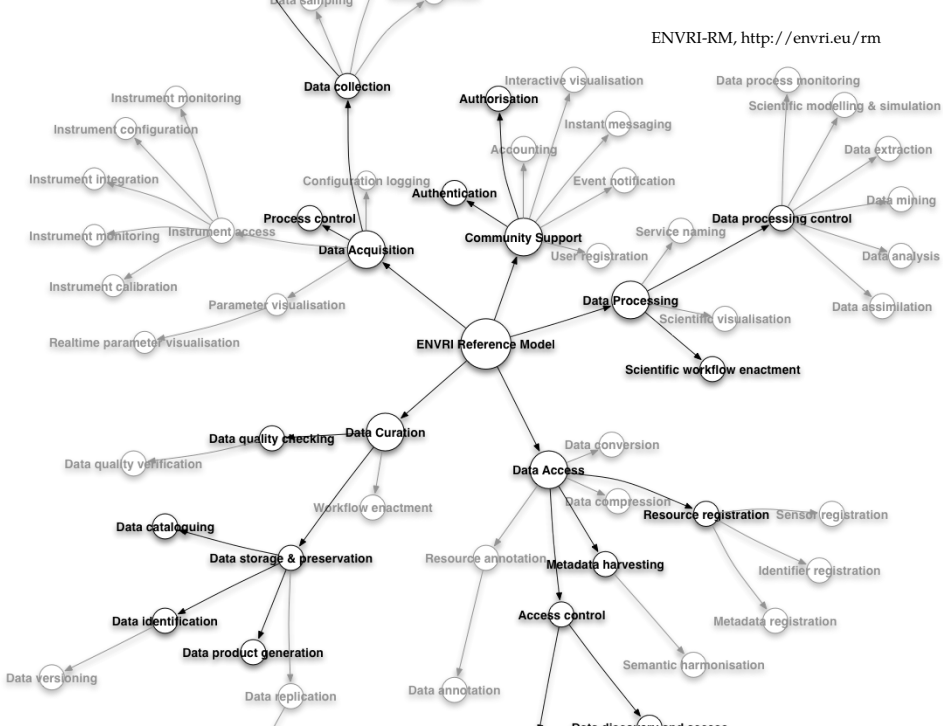 Data sampling
ENVRI-RM, http://envri.eu/rm
Data collection
Interactive visualisation
Data process monitoring
Instrument monitoring
Authorisation
Scientific modelling & simulation
Instrument configuration
Instant messaging
Accounting
Data extraction
Instrument integration
Configuration logging
Event notification
Authentication
Data mining
Process control
Data processing control
Instrument monitoring
Instrument access
Service naming
Community Support
Data Acquisition
User registration
Data analysis
Instrument calibration
Parameter visualisation
Data Processing
Data assimilation
Scientific visualisation
Realtime parameter visualisation
ENVRI Reference Model
Scientific workflow enactment
Data Curation
Data quality checking
Data conversion
Data quality verification
Data Access
Data compression
Workflow enactment
Resource registration
Sensor registration
Data cataloguing
Data storage & preservation
Resource annotation
Metadata harvesting
Identifier registration
Access control
Data identification
Metadata registration
Data product generation
Semantic harmonisation
Data versioning
Data replication
Data annotation
Data discovery and access